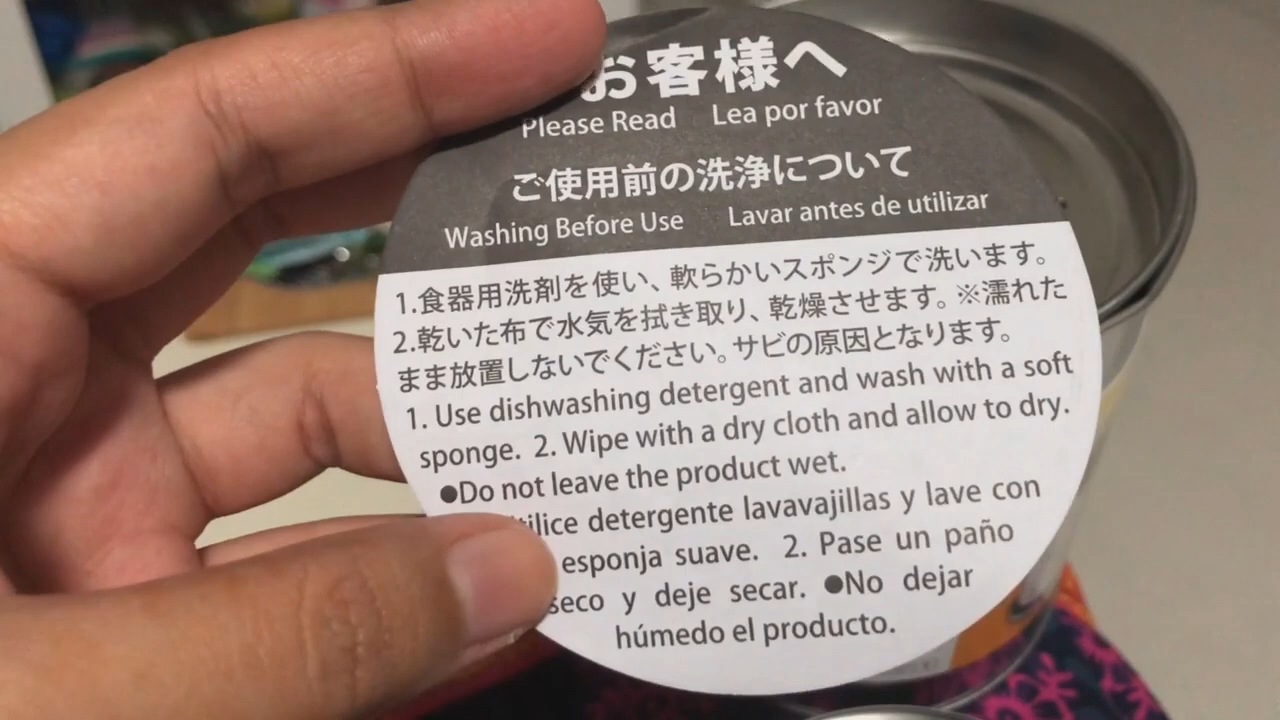 お客様へ
Please Read Lea por favor
ご使用前の洗浄について
Washing Before Use Lavar antes de utilizar
1.食器用洗剤を使い、軟らかいスポンジで洗います。
2.乾いた布で水気を拭き取り、乾燥させます。※濡れた
まま放置しないでください。サビの原因となります。
1. Use dishwashing detergent and wash with a soft
sponge. 2. Wipe with a dry cloth and allow to dry.
●Do not leave the product wet.
detergente lavavajillas y lave con
esponja suave. 2. Pase un paño
seco y deje secar. ●No dejar
húmedo el producto.